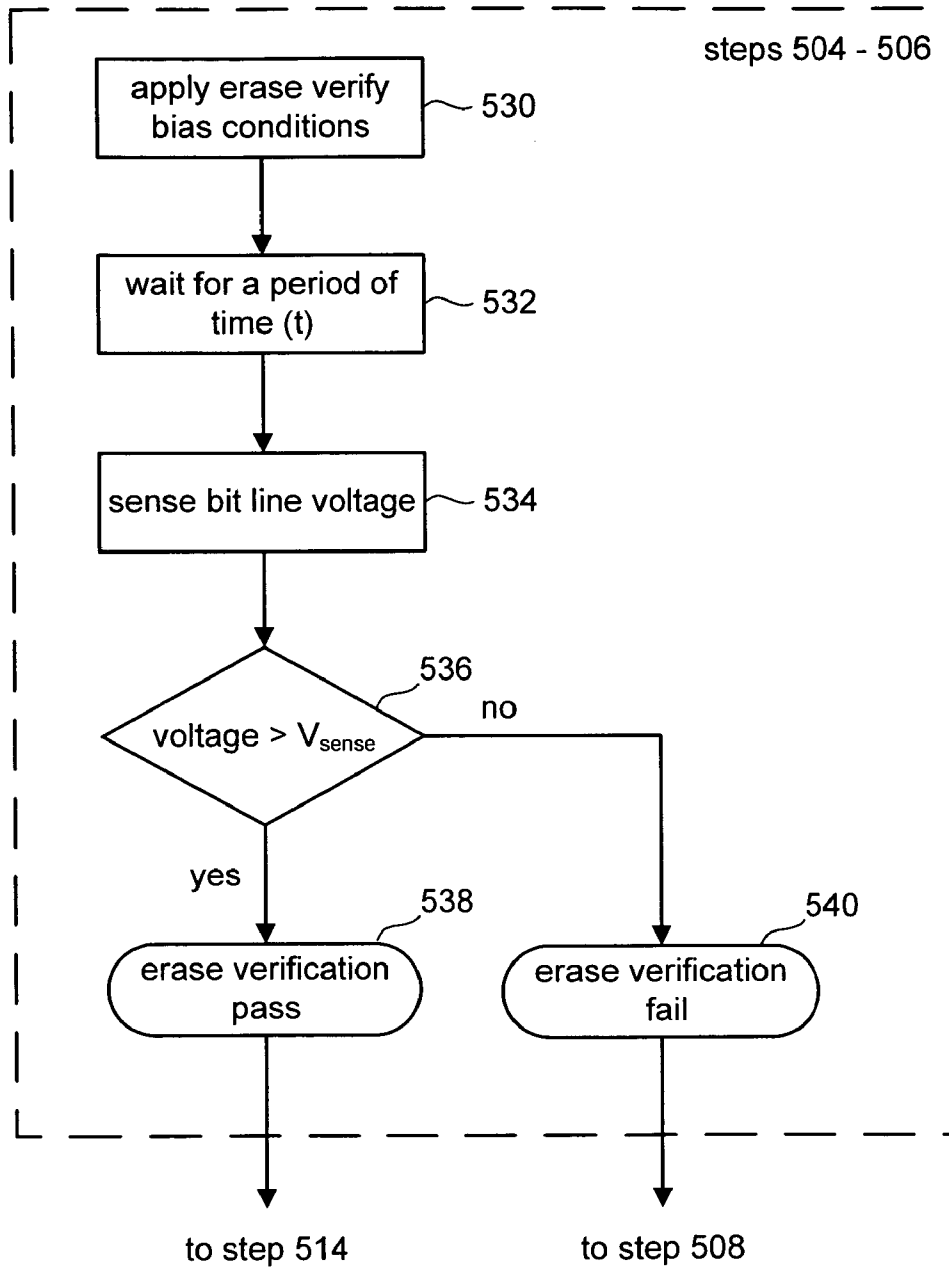 steps 504 - 506
apply erase verify
bias conditions
530
wait for a period of
time (t)
532
sense bit line voltage
534
536
voltage > Vsense
no
yes
538
erase verification
pass
540
erase verification
fail
to step 514
to step 508